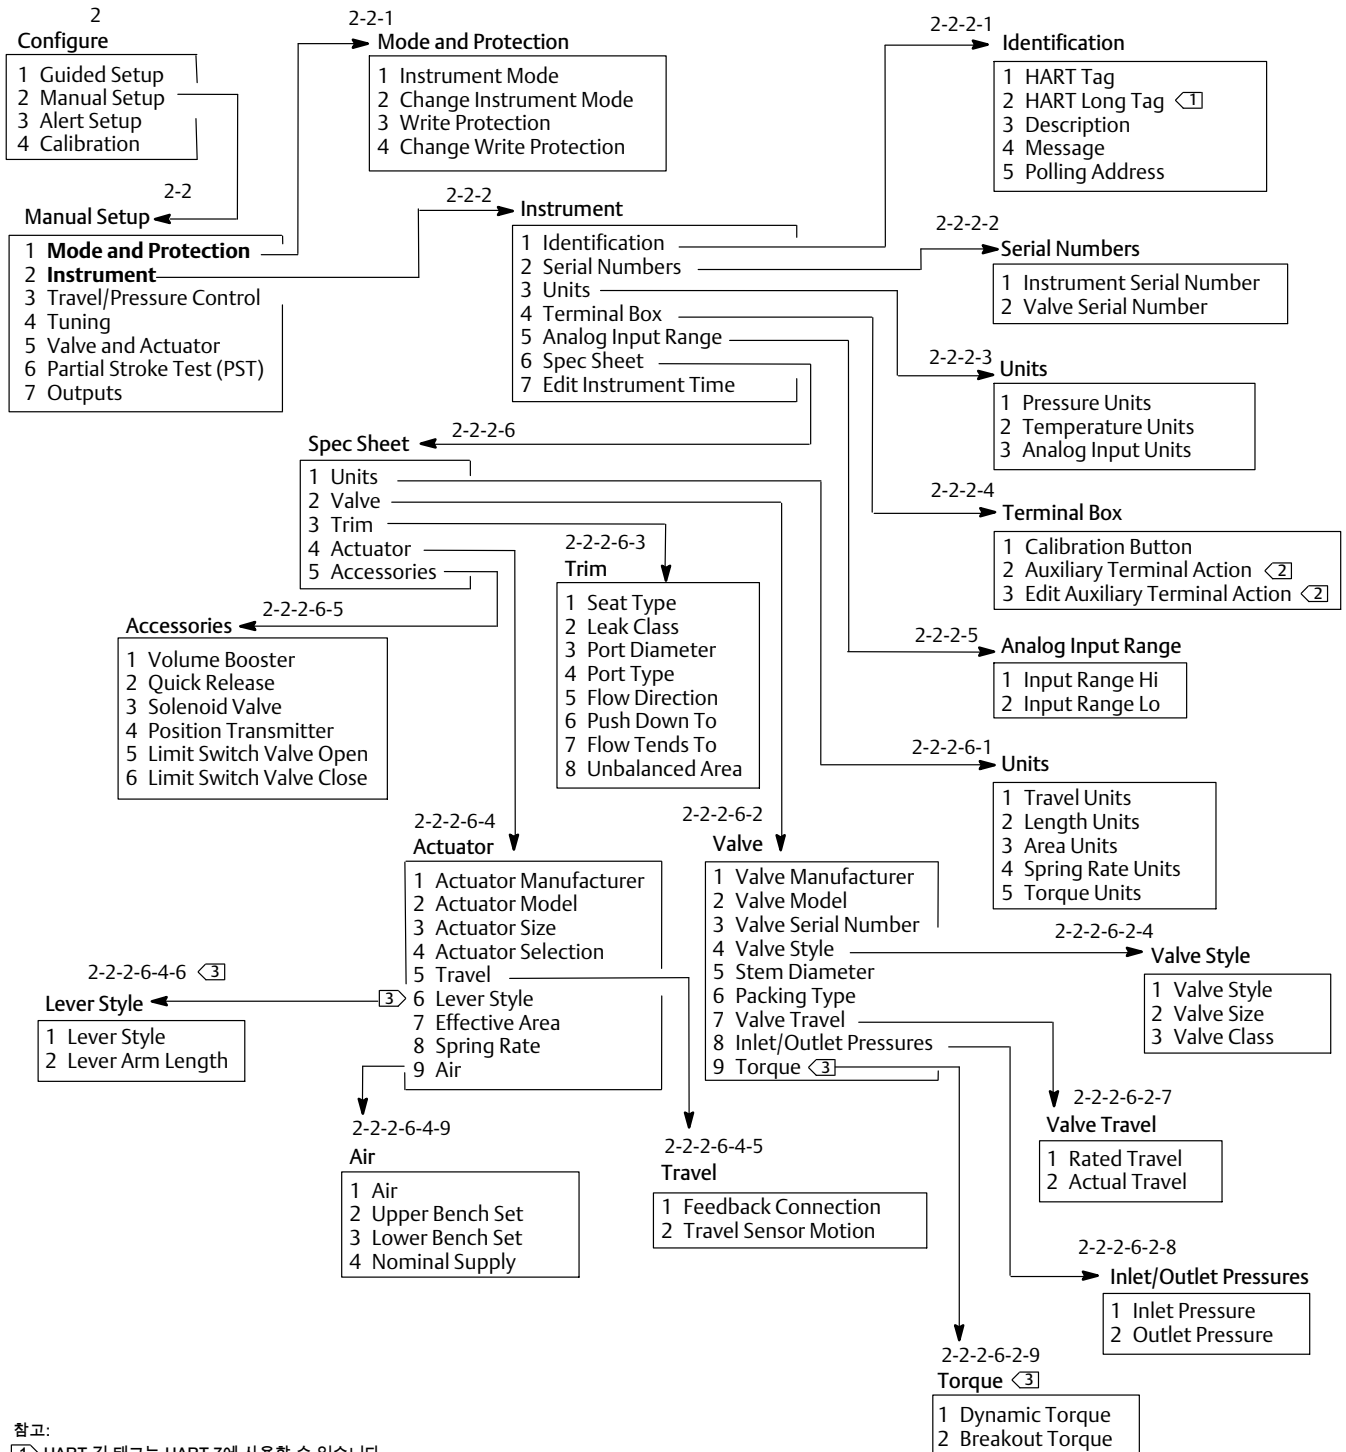 2
Configure
1 Guided Setup
2 Manual Setup
3 Alert Setup
4 Calibration
2-2-1
Mode and Protection
1 Instrument Mode
2 Change Instrument Mode
3 Write Protection
4 Change Write Protection
2-2-2-1
Identification
1 HART Tag
2 HART Long Tag 1
3 Description
4 Message
5 Polling Address
2-2
Manual Setup
1 Mode and Protection
2 Instrument
3 Travel/Pressure Control
4 Tuning
5 Valve and Actuator
6 Partial Stroke Test (PST)
7 Outputs
2-2-2
Instrument
1 Identification
2 Serial Numbers
3 Units
4 Terminal Box
5 Analog Input Range
6 Spec Sheet
7 Edit Instrument Time
2-2-2-2
Serial Numbers
1 Instrument Serial Number
2 Valve Serial Number
2-2-2-3
Units
1 Pressure Units
2 Temperature Units
3 Analog Input Units
2-2-2-6
Spec Sheet
1 Units
2 Valve
3 Trim
4 Actuator
5 Accessories
2-2-2-4
Terminal Box
1 Calibration Button
2 Auxiliary Terminal Action 2
3 Edit Auxiliary Terminal Action 2
2-2-2-6-3
Trim
1 Seat Type
2 Leak Class
3 Port Diameter
4 Port Type
5 Flow Direction
6 Push Down To
7 Flow Tends To
8 Unbalanced Area
2-2-2-6-5
Accessories
1 Volume Booster
2 Quick Release
3 Solenoid Valve
4 Position Transmitter
5 Limit Switch Valve Open
6 Limit Switch Valve Close
2-2-2-5
Analog Input Range
1 Input Range Hi
2 Input Range Lo
2-2-2-6-1
Units
1 Travel Units
2 Length Units
3 Area Units
4 Spring Rate Units
5 Torque Units
2-2-2-6-4
Actuator
1 Actuator Manufacturer
2 Actuator Model
3 Actuator Size
4 Actuator Selection
5 Travel
3 6 Lever Style
7 Effective Area
8 Spring Rate
9 Air
2-2-2-6-2
Valve
1 Valve Manufacturer
2 Valve Model
3 Valve Serial Number
4 Valve Style
5 Stem Diameter
6 Packing Type
7 Valve Travel
8 Inlet/Outlet Pressures
9 Torque 3
2-2-2-6-2-4
Valve Style
1 Valve Style
2 Valve Size
3 Valve Class
2-2-2-6-4-6 3
Lever Style
1 Lever Style
2 Lever Arm Length
2-2-2-6-4-9
Air
1 Air
2 Upper Bench Set
3 Lower Bench Set
4 Nominal Supply
2-2-2-6-4-5
Travel
1 Feedback Connection
2 Travel Sensor Motion
2-2-2-6-2-7
Valve Travel
1 Rated Travel
2 Actual Travel
2-2-2-6-2-8
Inlet/Outlet Pressures
1 Inlet Pressure
2 Outlet Pressure
2-2-2-6-2-9
Torque 3
1 Dynamic Torque
2 Breakout Torque
참고: